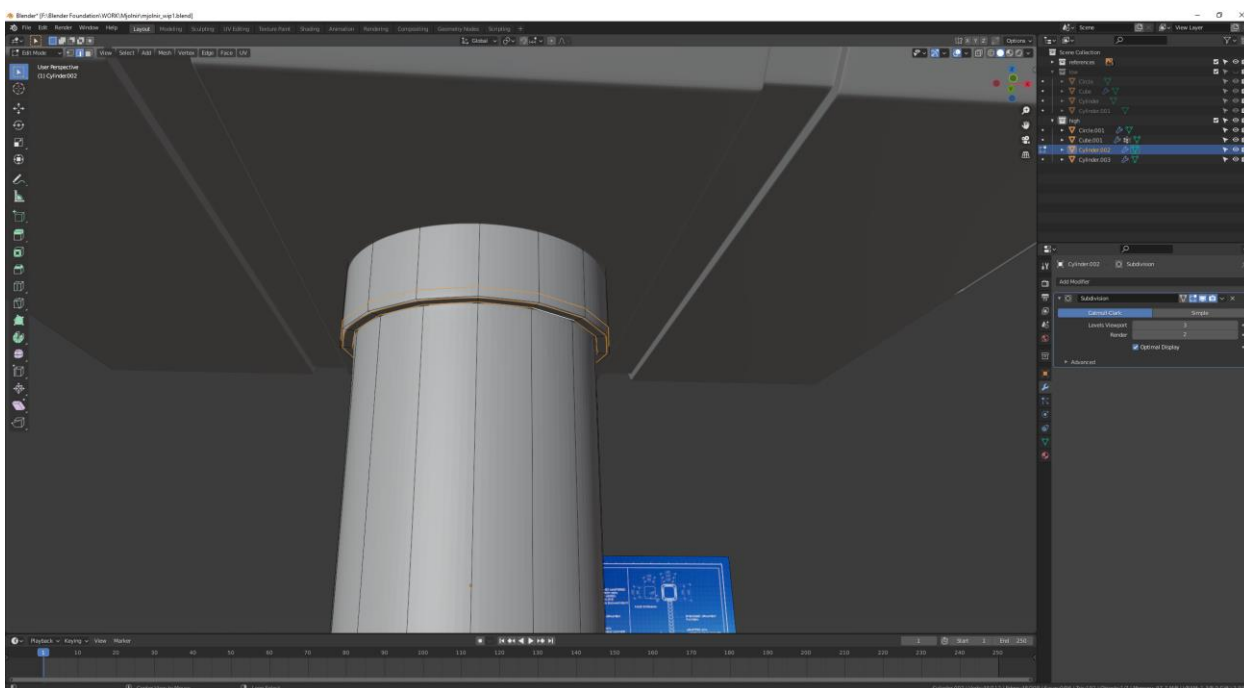 Blender* [F:\Blender Foundation\WORK\Mjolnir\mjolnir_wip1.blend]
File Edit Render Window Help Layout Modeling Sculpting UV Editing Texture Paint Shading Animation Rendering Compositing Geometry Nodes Scripting + Scene View Layer
Global Options
Edit Mode View Select Add Mesh Vertex Edge Face UV X Y Z
User Perspective
(1) Cylinder.002
Scene Collection
references
low
Circle
Cube
Cylinder
Cylinder.001
high
Circle.001
Cube.001
Cylinder.002
Cylinder.003
Cylinder.002 Subdivision
Add Modifier
Subdivision
Catmull-Clark Simple
Levels Viewport 3
Render 2
Optimal Display
Advanced
Playback Keying View Marker 1 Start 1 End 250
10 20 30 40 50 60 70 80 90 100 110 120 130 140 150 160 170 180 190 200 210 220 230 240 250